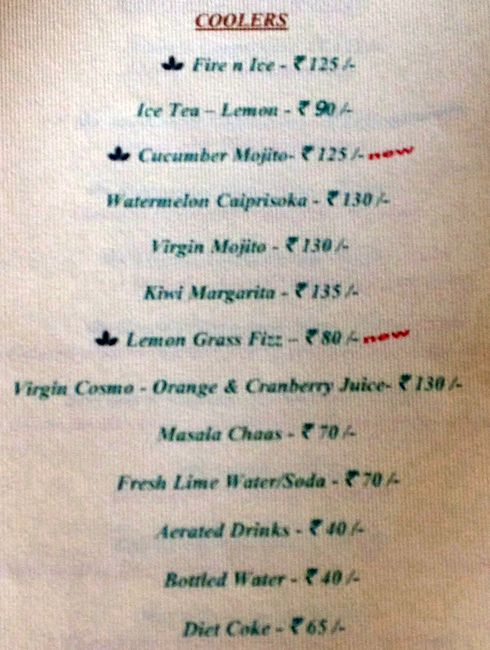 COOLERS
Fire n Ice - ₹ 125 /-
Ice Tea – Lemon - ₹ 90 /-
Cucumber Mojito- ₹ 125 /- new
Watermelon Caiprisoka - ₹ 130 /-
Virgin Mojito - ₹ 130 /-
Kiwi Margarita - ₹ 135 /-
Lemon Grass Fizz – ₹ 80 /- new
Virgin Cosmo - Orange & Cranberry Juice- ₹ 130 /-
Masala Chaas - ₹ 70 /-
Fresh Lime Water/Soda - ₹ 70 /-
Aerated Drinks - ₹ 40 /-
Bottled Water - ₹ 40 /-
Diet Coke - ₹ 65 /-